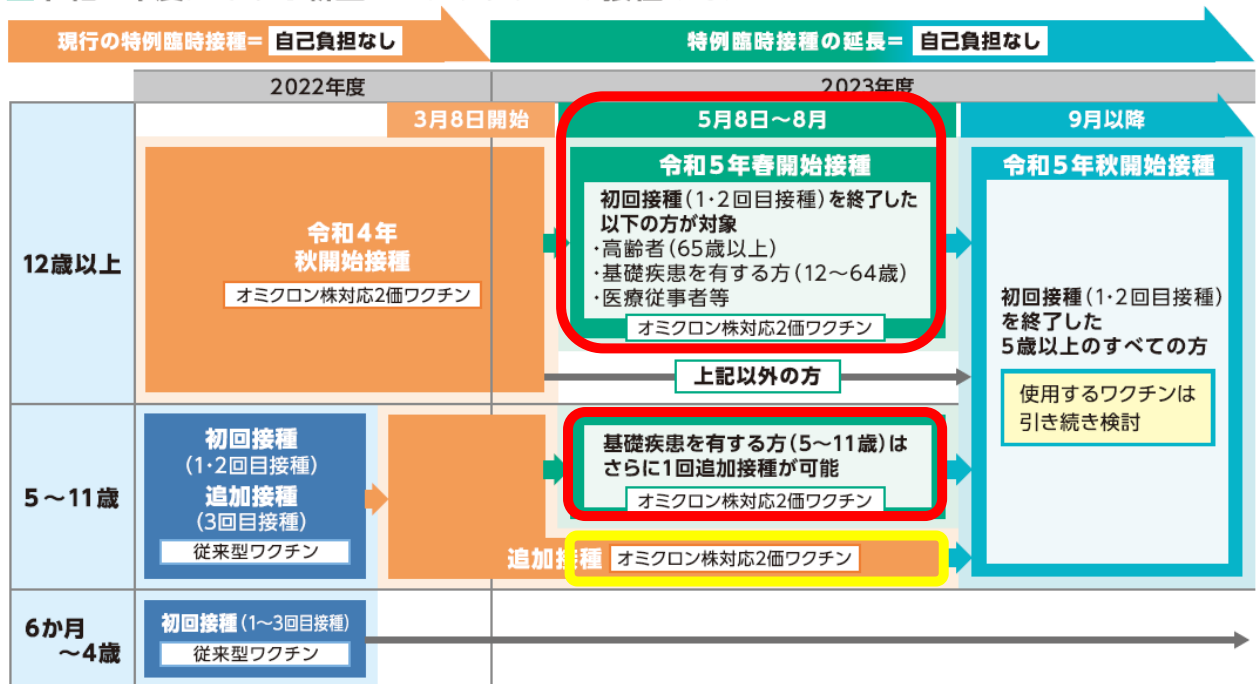 現行の特例臨時接種= 自己負担なし
特例臨時接種の延長= 自己負担なし
2022年度
2023年度
3月8日開始
5月8日～8月
9月以降
12歳以上
令和4年
秋開始接種
オミクロン株対応2価ワクチン
令和5年春開始接種
初回接種(1･2回目接種)を終了した
以下の方が対象
･高齢者(65歳以上)
･基礎疾患を有する方(12～64歳)
･医療従事者等
オミクロン株対応2価ワクチン
上記以外の方
令和5年秋開始接種
初回接種(1･2回目接種)
を終了した
5歳以上のすべての方
使用するワクチンは
引き続き検討
5～11歳
初回接種
(1･2回目接種)
追加接種
(3回目接種)
従来型ワクチン
基礎疾患を有する方(5～11歳)は
さらに1回追加接種が可能
オミクロン株対応2価ワクチン
追加接種 オミクロン株対応2価ワクチン
6か月
～4歳
初回接種(1～3回目接種)
従来型ワクチン